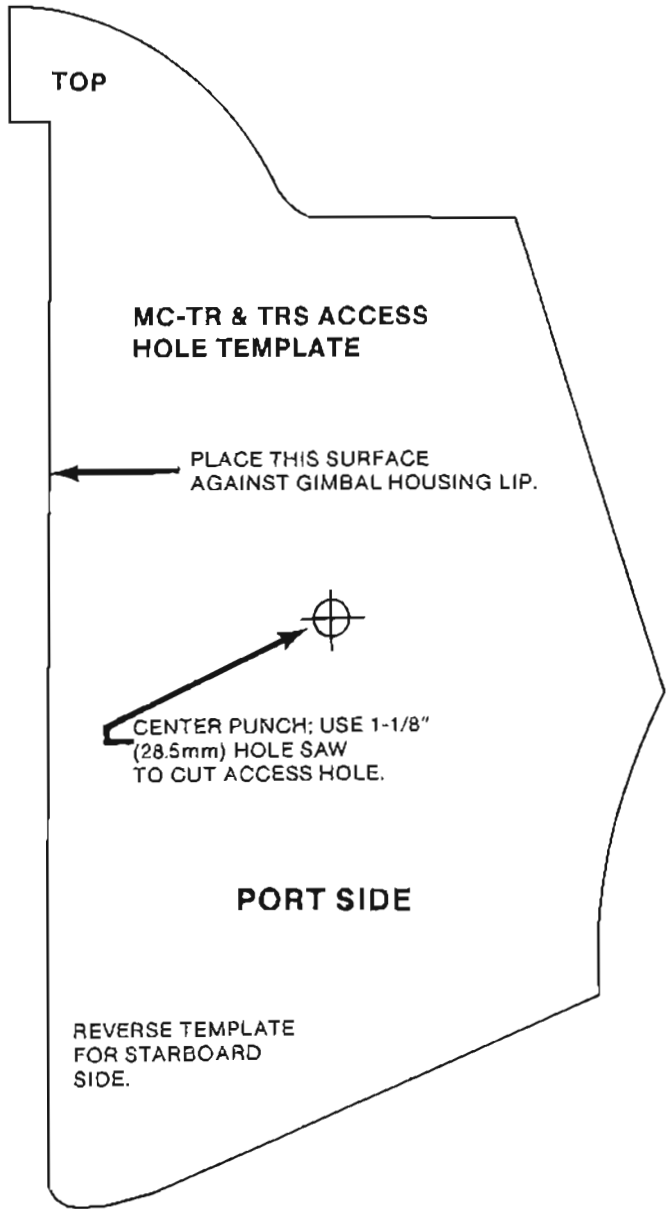 TOP
MC-TR & TRS ACCESS
HOLE TEMPLATE
PLACE THIS SURFACE
AGAINST GIMBAL HOUSING LIP.
CENTER PUNCH; USE 1-1/8"
(28.5mm) HOLE SAW
TO CUT ACCESS HOLE.
PORT SIDE
REVERSE TEMPLATE
FOR STARBOARD
SIDE.